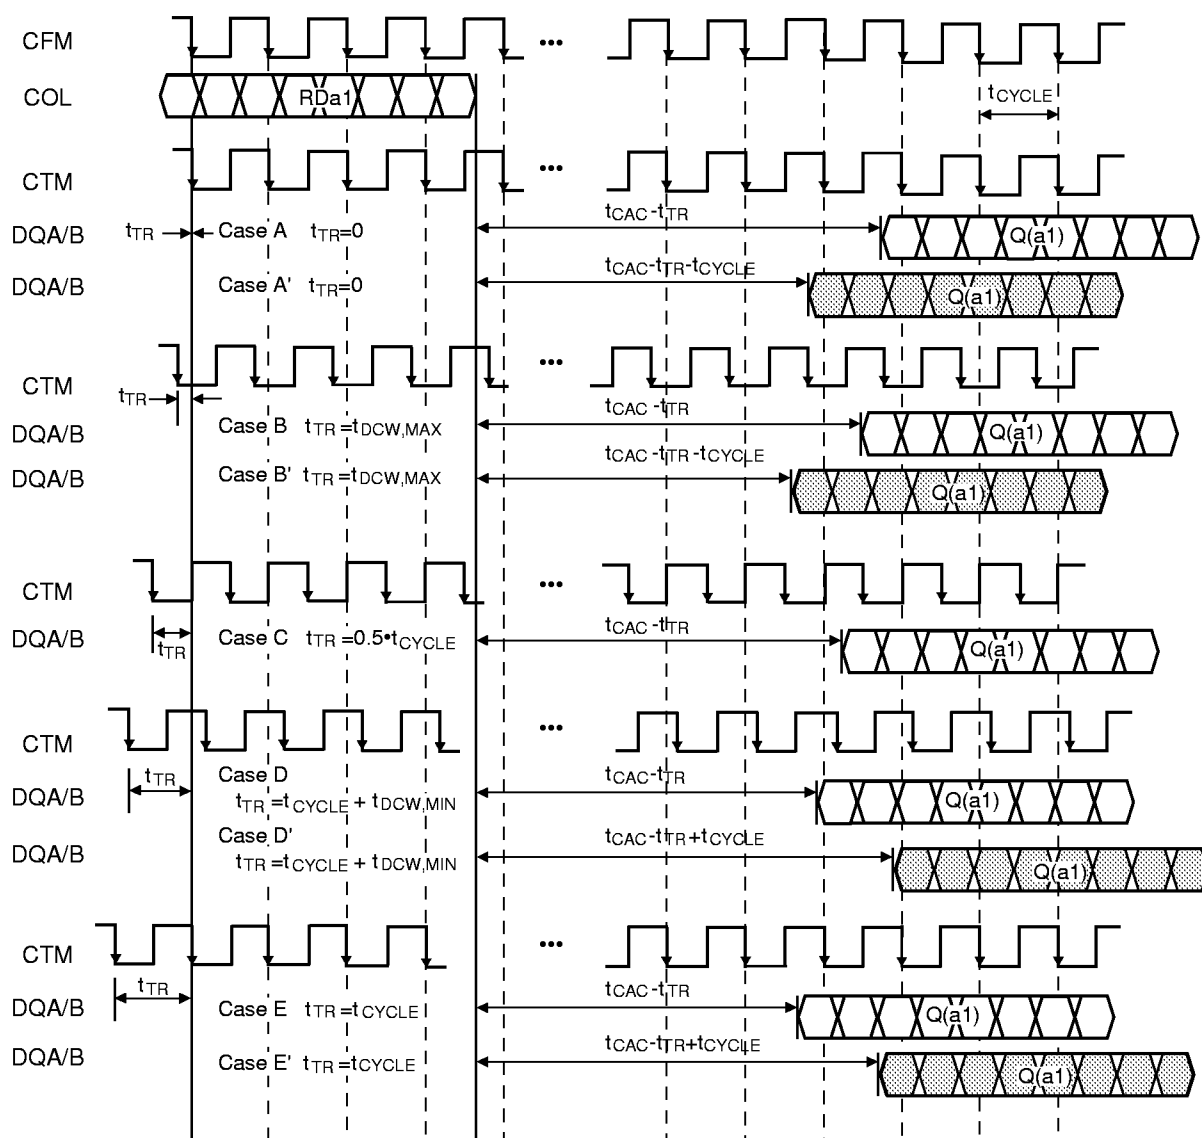 CFM
•••
COL
RDa1
tCYCLE
CTM
•••
tCAC-tTR
DQA/B
tTR
Case A tTR=0
Q(a1)
tCAC-tTR-tCYCLE
DQA/B
Case A' tTR=0
Q(a1)
•••
CTM
tTR
tCAC-tTR
DQA/B
Case B tTR=tDCW,MAX
Q(a1)
tCAC-tTR-tCYCLE
DQA/B
Case B' tTR=tDCW,MAX
Q(a1)
CTM
•••
tCAC-tTR
DQA/B
tTR
Case C tTR=0.5•tCYCLE
Q(a1)
CTM
•••
tTR
Case D
tCAC-tTR
DQA/B
tTR=tCYCLE + tDCW,MIN
Q(a1)
Case D'
tCAC-tTR+tCYCLE
DQA/B
tTR=tCYCLE + tDCW,MIN
Q(a1)
CTM
•••
tTR
tCAC-tTR
DQA/B
Case E tTR=tCYCLE
Q(a1)
tCAC-tTR+tCYCLE
DQA/B
Case E' tTR=tCYCLE
Q(a1)